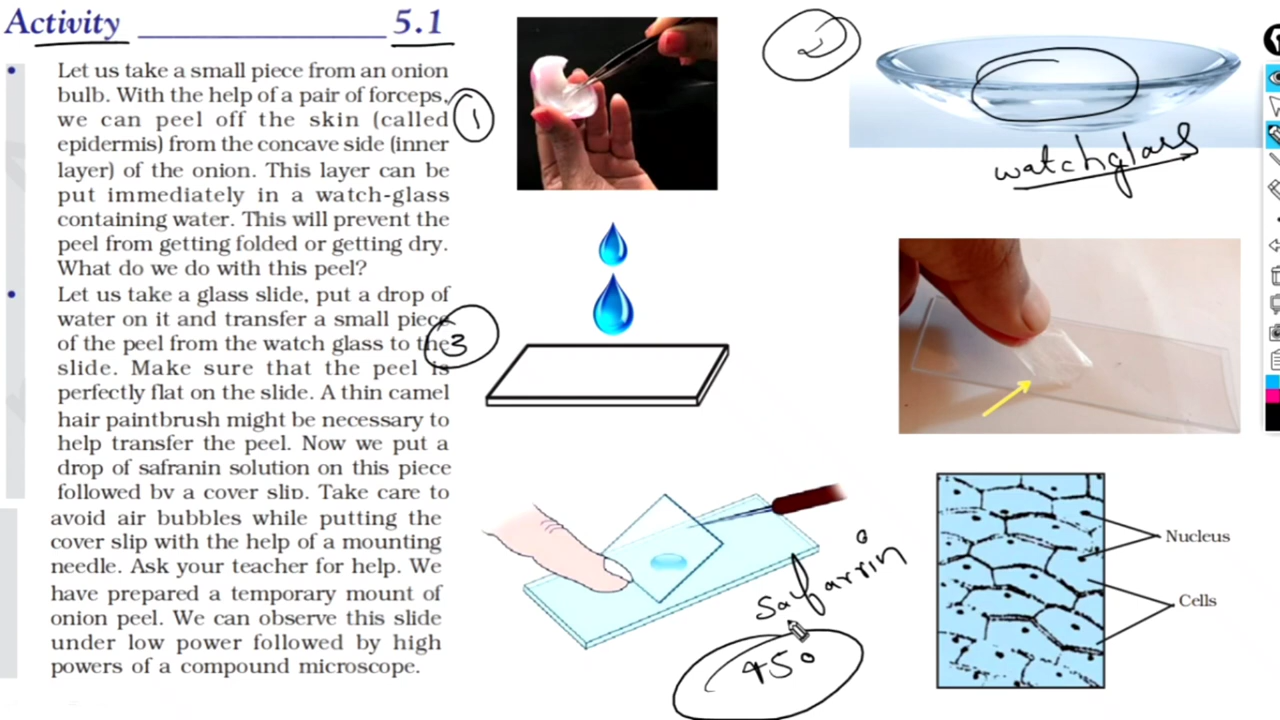 Activity 5.1
Let us take a small piece from an onion
bulb. With the help of a pair of forceps,
we can peel off the skin (called
epidermis) from the concave side (inner
layer) of the onion. This layer can be
put immediately in a watch-glass
containing water. This will prevent the
peel from getting folded or getting dry.
What do we do with this peel?
Let us take a glass slide, put a drop of
water on it and transfer a small piece
of the peel from the watch glass to the
slide. Make sure that the peel is
perfectly flat on the slide. A thin camel
hair paintbrush might be necessary to
help transfer the peel. Now we put a
drop of safranin solution on this piece
followed by a cover slip. Take care to
avoid air bubbles while putting the
cover slip with the help of a mounting
needle. Ask your teacher for help. We
have prepared a temporary mount of
onion peel. We can observe this slide
under low power followed by high
powers of a compound microscope.
1
2
watchglass
3
safarrin
450
Nucleus
Cells